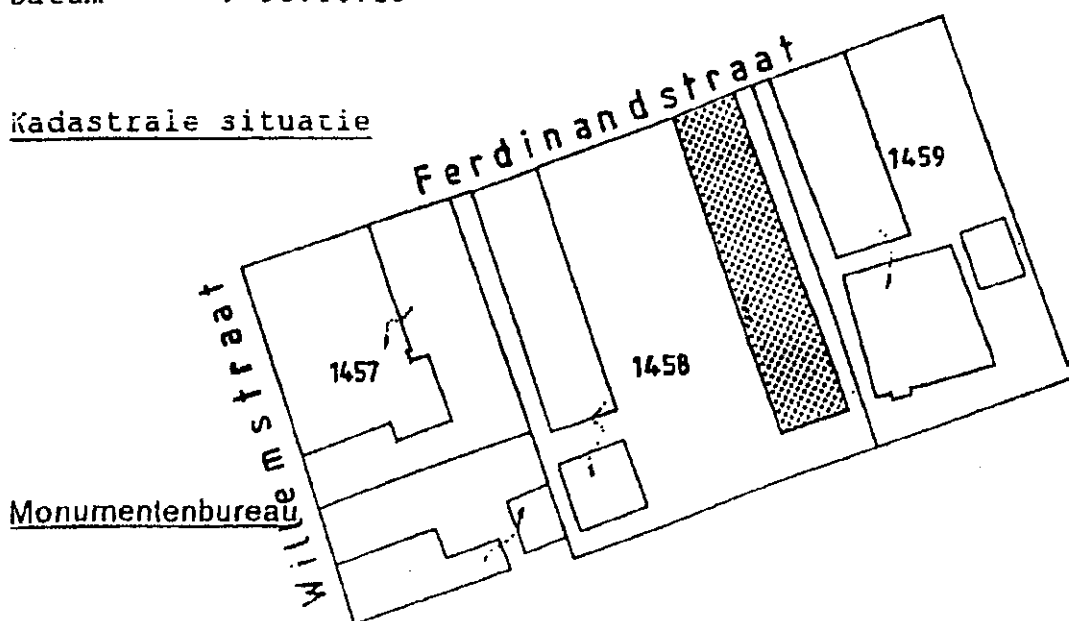 Kadastrale situatie
Ferdinandstraat
1459
1457
1458
Willemstraat
Monumentenbureau